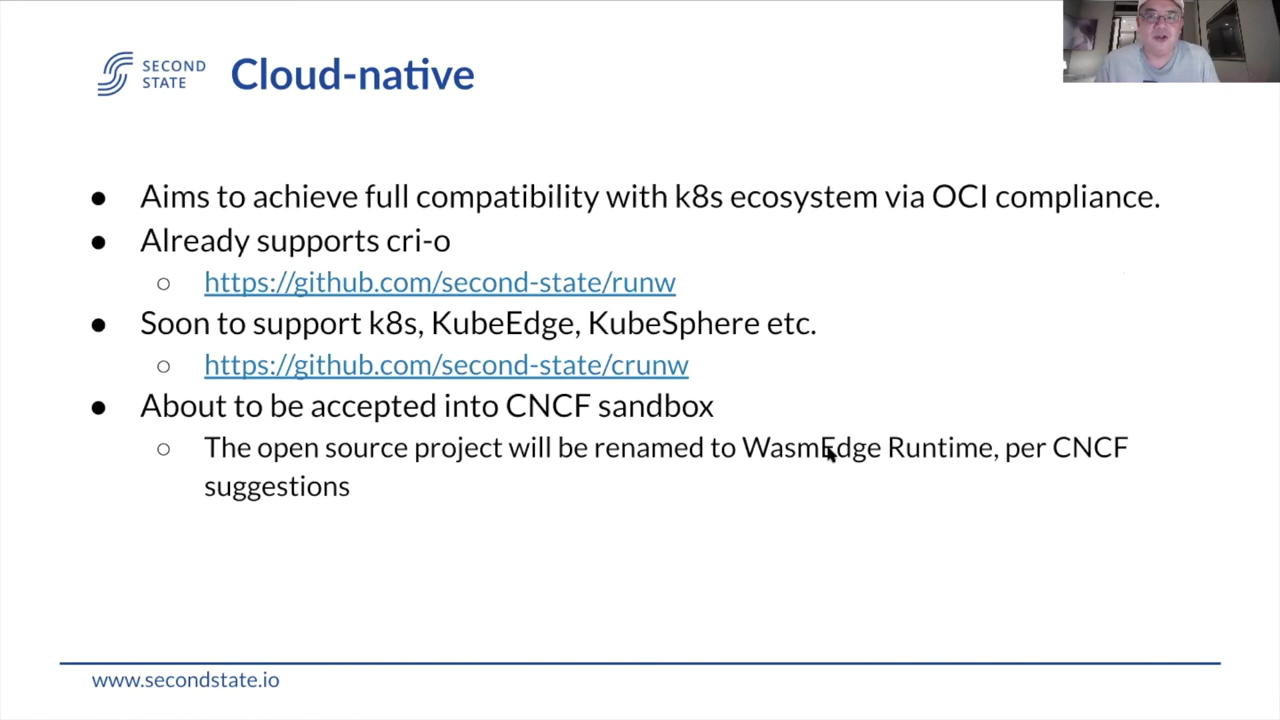 SECOND
STATE
Cloud-native
● Aims to achieve full compatibility with k8s ecosystem via OCI compliance.
● Already supports cri-o
○ https://github.com/second-state/runw
● Soon to support k8s, KubeEdge, KubeSphere etc.
○ https://github.com/second-state/crunw
● About to be accepted into CNCF sandbox
○ The open source project will be renamed to WasmEdge Runtime, per CNCF
suggestions
www.secondstate.io